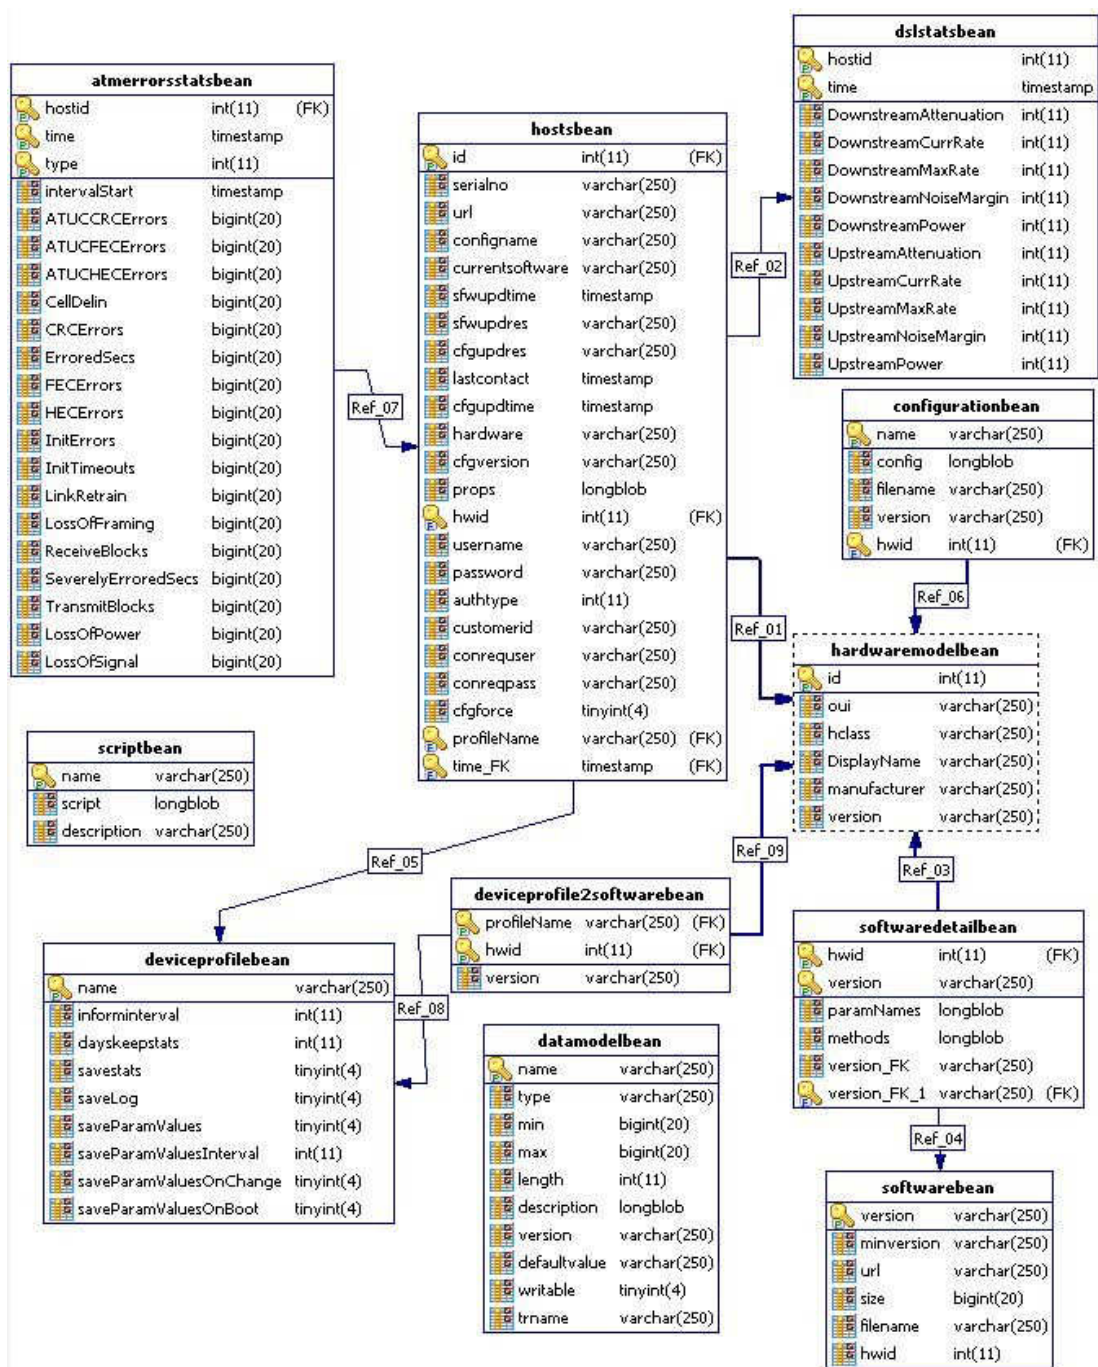 atmerrorsstatsbean
hostid int(11) (FK)
time timestamp
type int(11)
intervalStart timestamp
ATUCCRCErrors bigint(20)
ATUCFECErrors bigint(20)
ATUCHECErrors bigint(20)
CellDelin bigint(20)
CRCErrors bigint(20)
ErroredSecs bigint(20)
FECErrors bigint(20)
HECErrors bigint(20)
InitErrors bigint(20)
InitTimeouts bigint(20)
LinkRetrain bigint(20)
LossOfFraming bigint(20)
ReceiveBlocks bigint(20)
SeverelyErroredSecs bigint(20)
TransmitBlocks bigint(20)
LossOfPower bigint(20)
LossOfSignal bigint(20)
Ref_07
hostsbean
id int(11) (FK)
serialno varchar(250)
url varchar(250)
configname varchar(250)
currentsoftware varchar(250)
sfwupdtime timestamp
sfwupdres varchar(250)
cfgupdres varchar(250)
lastcontact timestamp
cfgupdtime timestamp
hardware varchar(250)
cfgversion varchar(250)
props longblob
hwid int(11) (FK)
username varchar(250)
password varchar(250)
authtype int(11)
customerid varchar(250)
conrequser varchar(250)
conreqpass varchar(250)
cfgforce tinyint(4)
profileName varchar(250) (FK)
time_FK timestamp (FK)
Ref_02
dslstatsbean
hostid int(11)
time timestamp
DownstreamAttenuation int(11)
DownstreamCurrRate int(11)
DownstreamMaxRate int(11)
DownstreamNoiseMargin int(11)
DownstreamPower int(11)
UpstreamAttenuation int(11)
UpstreamCurrRate int(11)
UpstreamMaxRate int(11)
UpstreamNoiseMargin int(11)
UpstreamPower int(11)
configurationbean
name varchar(250)
config longblob
filename varchar(250)
version varchar(250)
hwid int(11) (FK)
Ref_06
Ref_01
hardwaremodelbean
id int(11)
oui varchar(250)
hclass varchar(250)
DisplayName varchar(250)
manufacturer varchar(250)
version varchar(250)
scriptbean
name varchar(250)
script longblob
description varchar(250)
Ref_05
Ref_09
Ref_03
deviceprofile2softwarebean
profileName varchar(250) (FK)
hwid int(11) (FK)
version varchar(250)
Ref_08
deviceprofilebean
name varchar(250)
informinterval int(11)
dayskeepstats int(11)
savestats tinyint(4)
saveLog tinyint(4)
saveParamValues tinyint(4)
saveParamValuesInterval int(11)
saveParamValuesOnChange tinyint(4)
saveParamValuesOnBoot tinyint(4)
datamodelbean
name varchar(250)
type varchar(250)
min bigint(20)
max bigint(20)
length int(11)
description longblob
version varchar(250)
defaultvalue varchar(250)
writable tinyint(4)
trname varchar(250)
softwaredetailbean
hwid int(11) (FK)
version varchar(250)
paramNames longblob
methods longblob
version_FK varchar(250)
version_FK_1 varchar(250) (FK)
Ref_04
softwarebean
version varchar(250)
minversion varchar(250)
url varchar(250)
size bigint(20)
filename varchar(250)
hwid int(11)